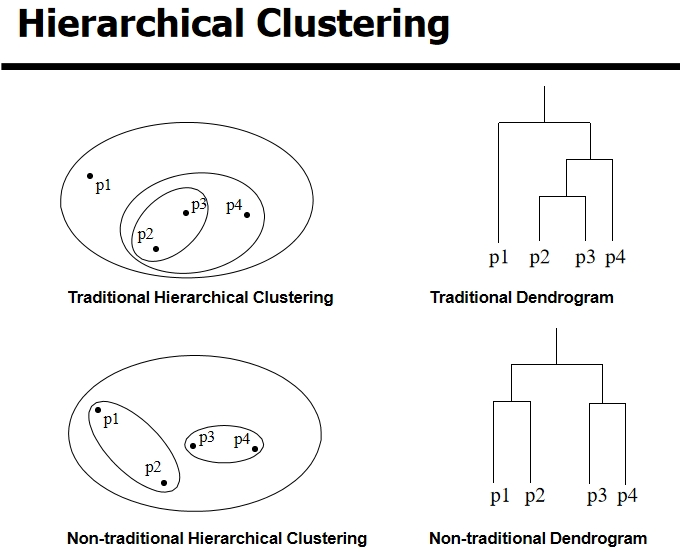 Hierarchical Clustering
p1
p3
p4
p2
p1 p2 p3 p4
Traditional Hierarchical Clustering
Traditional Dendrogram
p1
p3
p4
p2
p1 p2 p3 p4
Non-traditional Hierarchical Clustering
Non-traditional Dendrogram